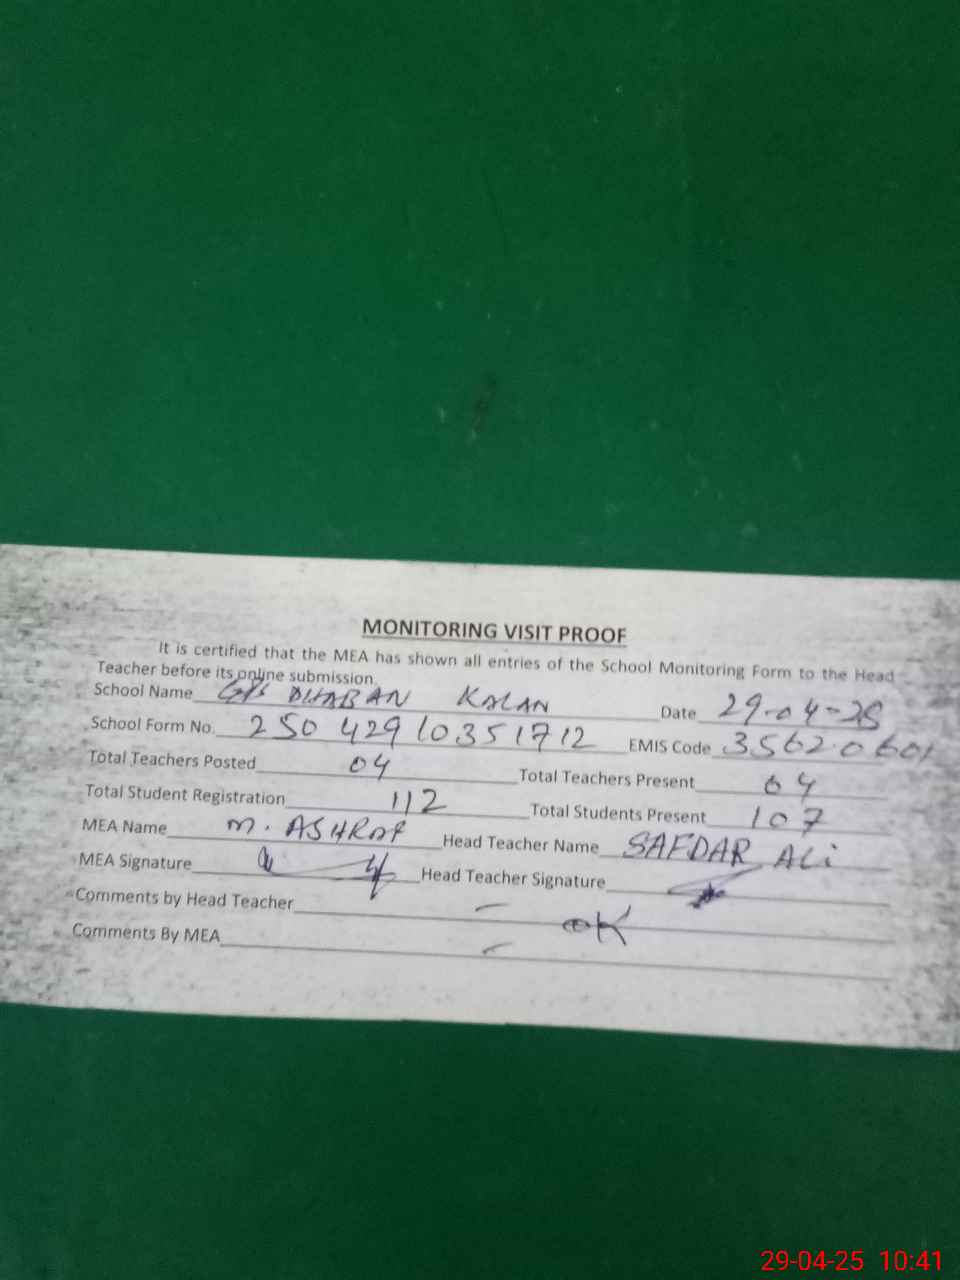 MONITORING VISIT PROOF
It is certified that the MEA has shown all entries of the School Monitoring Form to the Head
Teacher before its online submission.
School Name DHABAN KALAN Date 29-04-25
School Form No. 250 429 10351712 EMIS Code 35620601
Total Teachers Posted 04 Total Teachers Present 04
Total Student Registration 112 Total Students Present 107
MEA Name M. ASHRAF Head Teacher Name SAFDAR ALi
MEA Signature Head Teacher Signature
Comments by Head Teacher - OK
Comments By MEA -
29-04-25 10:41